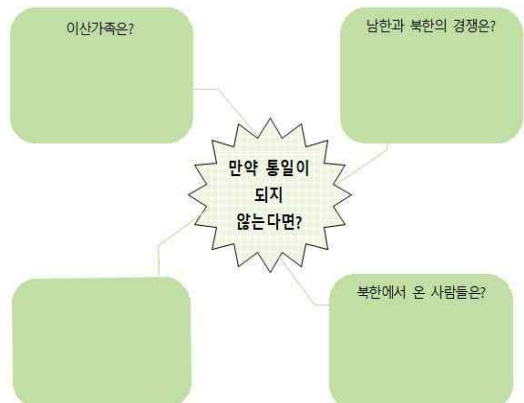 이산가족은?
남한과 북한의 경쟁은?
만약 통일이
되지
않는다면?
북한에서 온 사람들은?